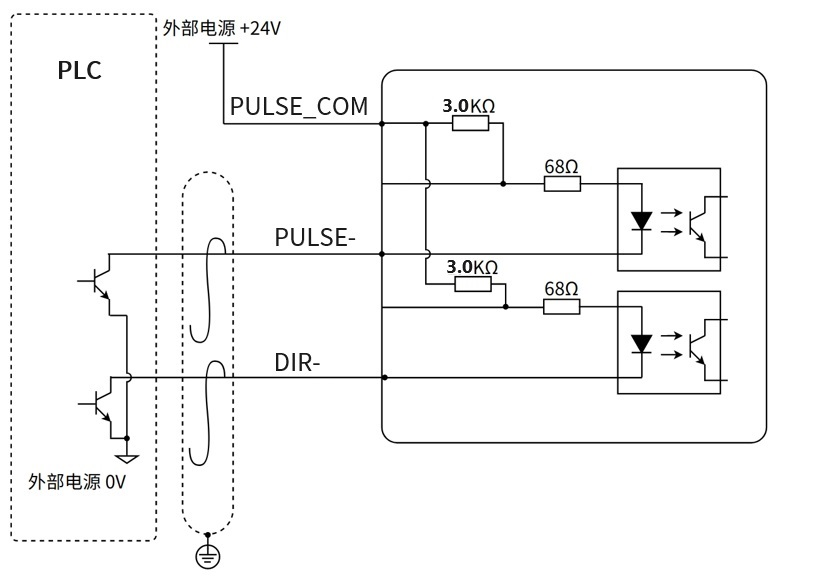 外部电源 +24V
PLC
PULSE_COM
3.0KΩ
68Ω
PULSE-
3.0KΩ
68Ω
DIR-
外部电源 0V